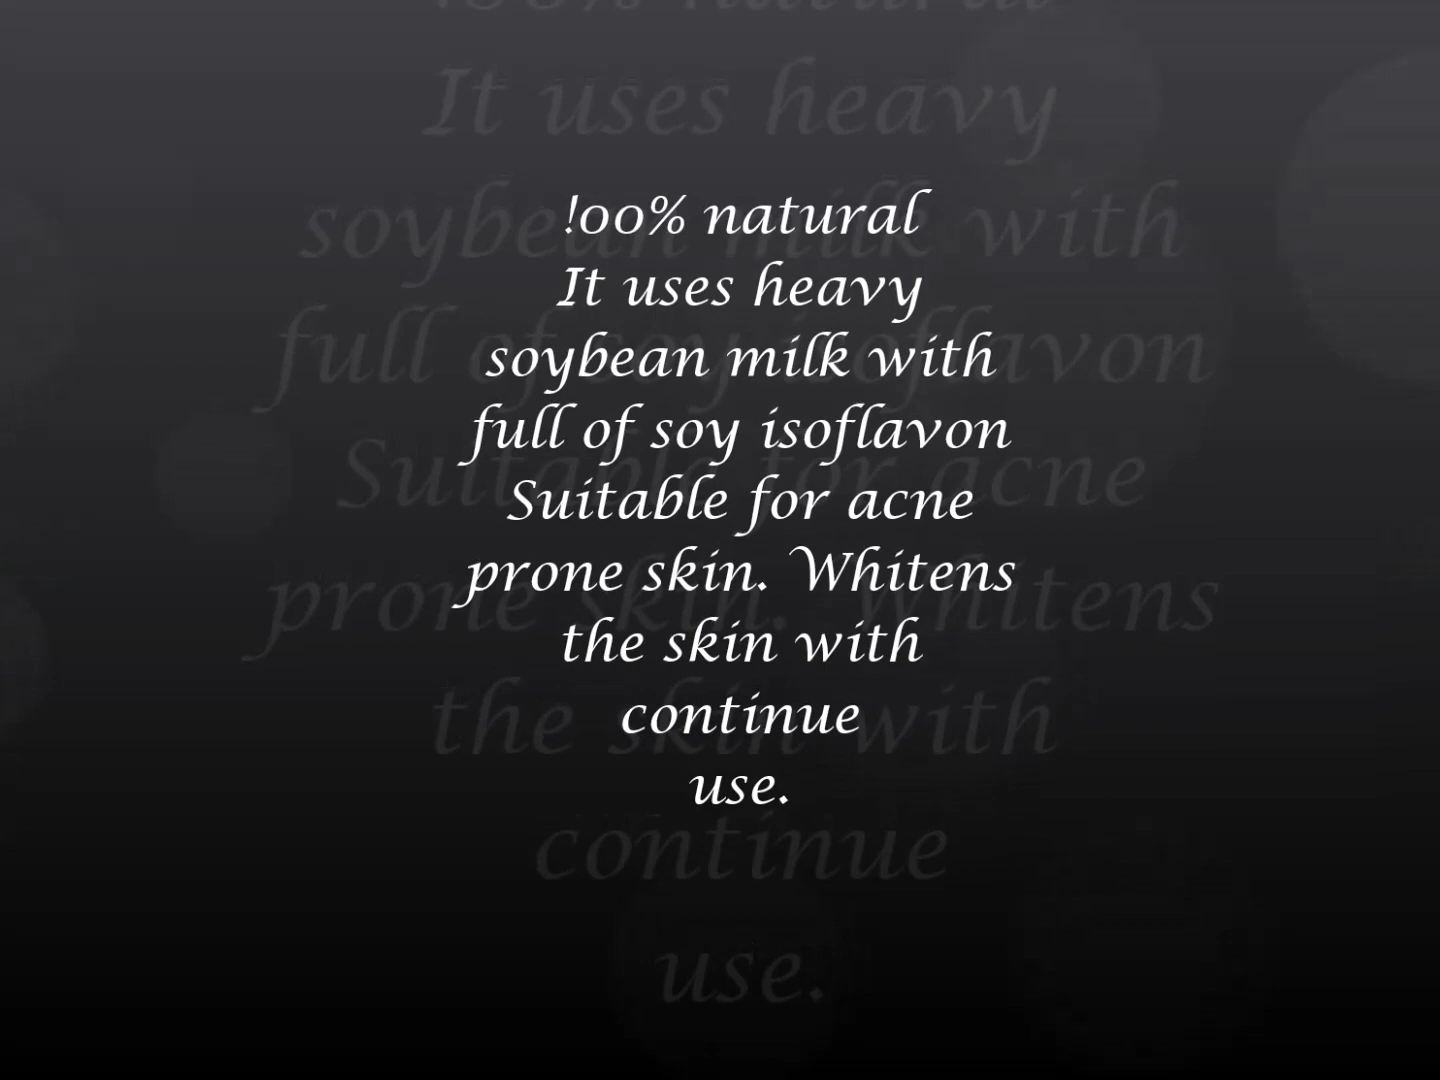 !00% natural
It uses heavy
soybean milk with
full of soy isoflavon
Suitable for acne
prone skin. Whitens
the skin with
continue
use.